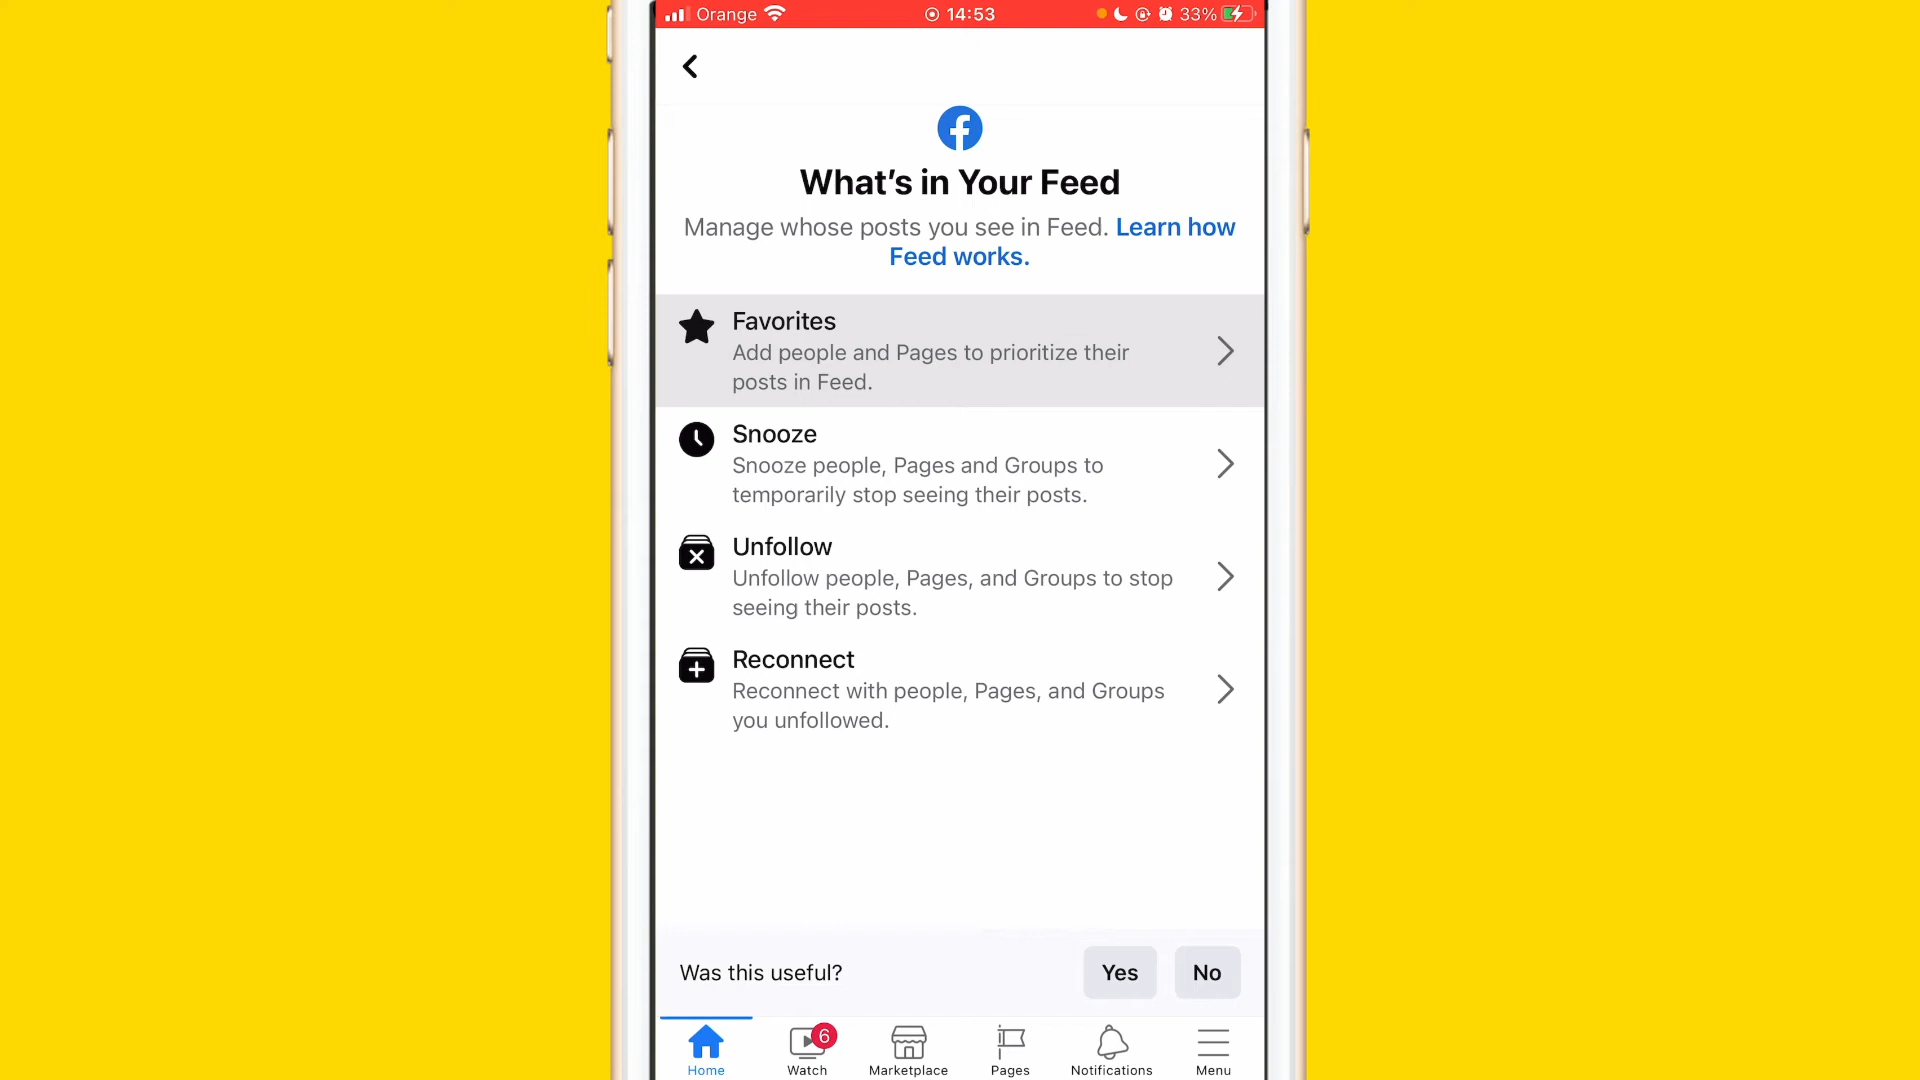 Orange 14:53 33%
What's in Your Feed
Manage whose posts you see in Feed. Learn how
Feed works.
Favorites
Add people and Pages to prioritize their
posts in Feed.
Snooze
Snooze people, Pages and Groups to
temporarily stop seeing their posts.
Unfollow
Unfollow people, Pages, and Groups to stop
seeing their posts.
Reconnect
Reconnect with people, Pages, and Groups
you unfollowed.
Was this useful? Yes No
6
Home Watch Marketplace Pages Notifications Menu